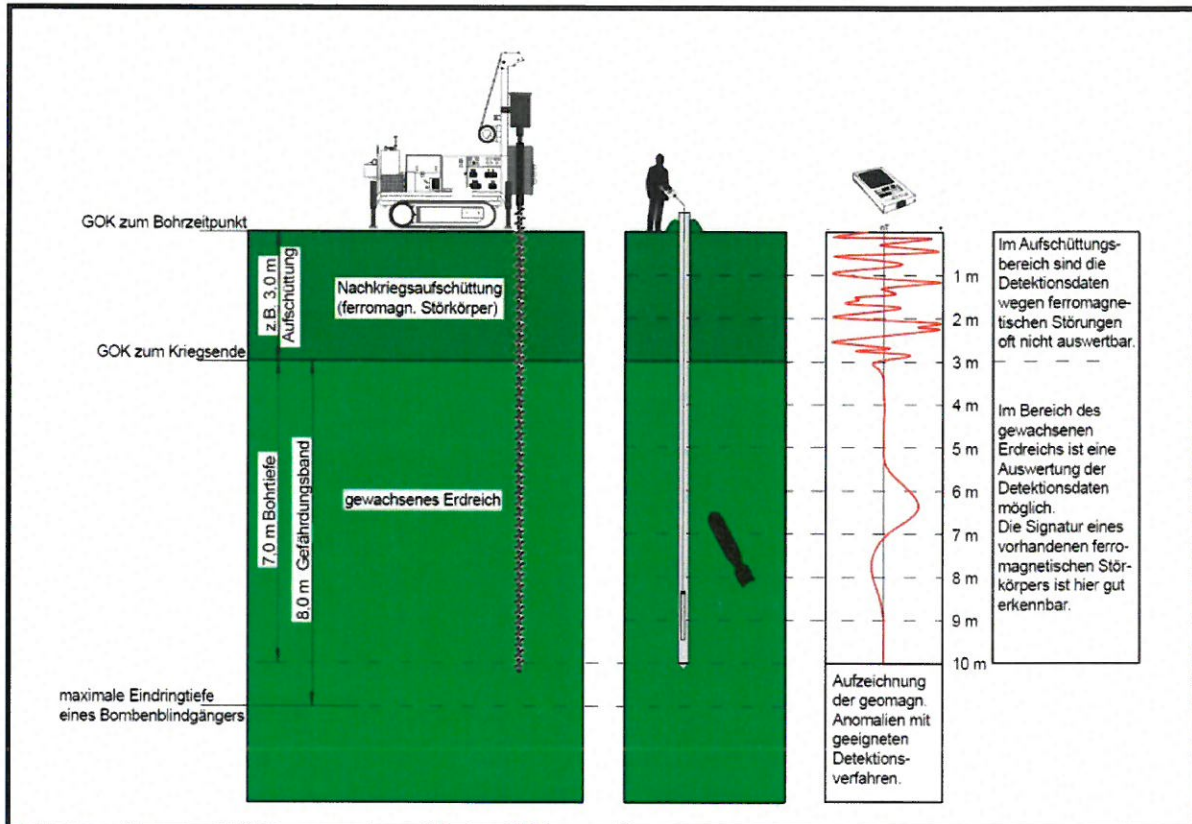 GOK zum Bohrzeitpunkt
z.B. 3,0 m
Aufschüttung
Nachkriegsaufschüttung
(ferromagn. Störkörper)
GOK zum Kriegsende
7,0 m Bohrtiefe
8,0 m Gefährdungsband
gewachsenes Erdreich
maximale Eindringtiefe
eines Bombenblindgängers
nT
1 m
2 m
3 m
4 m
5 m
6 m
7 m
8 m
9 m
10 m
Aufzeichnung
der geomagn.
Anomalien mit
geeigneten
Detektions-
verfahren.
Im Aufschüttungs-
bereich sind die
Detektionsdaten
wegen ferromagne-
tischen Störungen
oft nicht auswertbar.
Im Bereich des
gewachsenen
Erdreichs ist eine
Auswertung der
Detektionsdaten
möglich.
Die Signatur eines
vorhandenen ferro-
magnetischen Stör-
körpers ist hier gut
erkennbar.